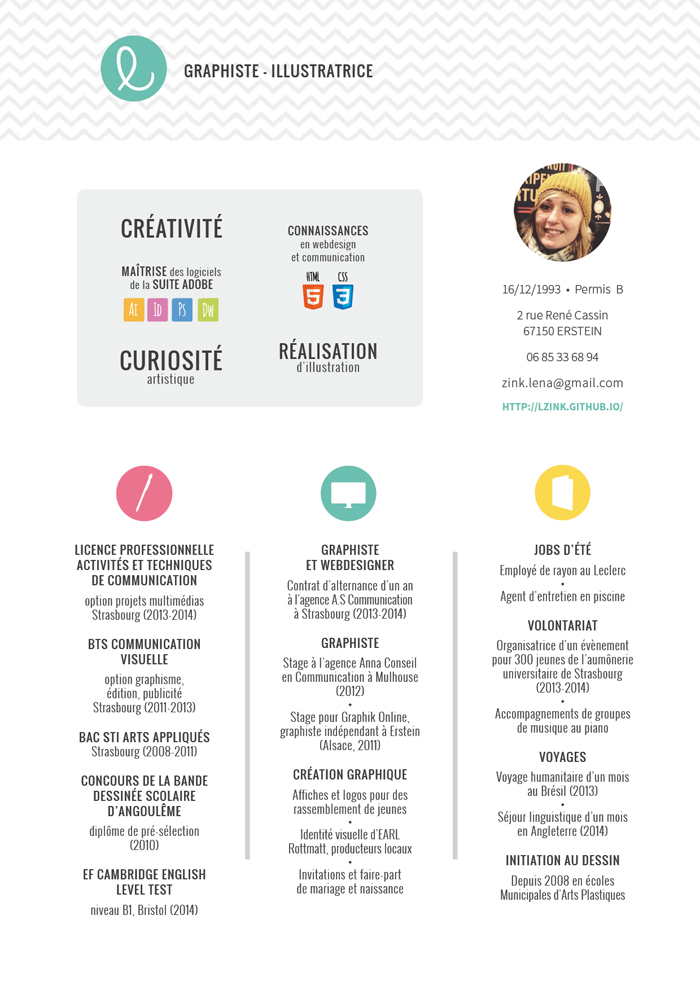 GRAPHISTE - ILLUSTRATRICE
CRÉATIVITÉ
MAÎTRISE des logiciels
de la SUITE ADOBE
Ai Id Ps Dw
CURIOSITÉ
artistique
CONNAISSANCES
en webdesign
et communication
HTML CSS
5 3
RÉALISATION
d'illustration
16/12/1993 • Permis B
2 rue René Cassin
67150 ERSTEIN
06 85 33 68 94
zink.lena@gmail.com
HTTP://LZINK.GITHUB.IO/
LICENCE PROFESSIONNELLE
ACTIVITÉS ET TECHNIQUES
DE COMMUNICATION
option projets multimédias
Strasbourg (2013-2014)
BTS COMMUNICATION
VISUELLE
option graphisme,
édition, publicité
Strasbourg (2011-2013)
BAC STI ARTS APPLIQUÉS
Strasbourg (2008-2011)
CONCOURS DE LA BANDE
DESSINÉE SCOLAIRE
D'ANGOULÊME
diplôme de pré-sélection
(2010)
EF CAMBRIDGE ENGLISH
LEVEL TEST
niveau B1, Bristol (2014)
GRAPHISTE
ET WEBDESIGNER
Contrat d'alternance d'un an
à l'agence A.S Communication
à Strasbourg (2013-2014)
GRAPHISTE
Stage à l'agence Anna Conseil
en Communication à Mulhouse
(2012)
•
Stage pour Graphik Online,
graphiste indépendant à Erstein
(Alsace, 2011)
CRÉATION GRAPHIQUE
Affiches et logos pour des
rassemblement de jeunes
•
Identité visuelle d'EARL
Rottmatt, producteurs locaux
•
Invitations et faire-part
de mariage et naissance
JOBS D'ÉTÉ
Employé de rayon au Leclerc
•
Agent d'entretien en piscine
VOLONTARIAT
Organisatrice d'un évènement
pour 300 jeunes de l'aumônerie
universitaire de Strasbourg
(2013-2014)
•
Accompagnements de groupes
de musique au piano
VOYAGES
Voyage humanitaire d'un mois
au Brésil (2013)
•
Séjour linguistique d'un mois
en Angleterre (2014)
INITIATION AU DESSIN
Depuis 2008 en écoles
Municipales d'Arts Plastiques